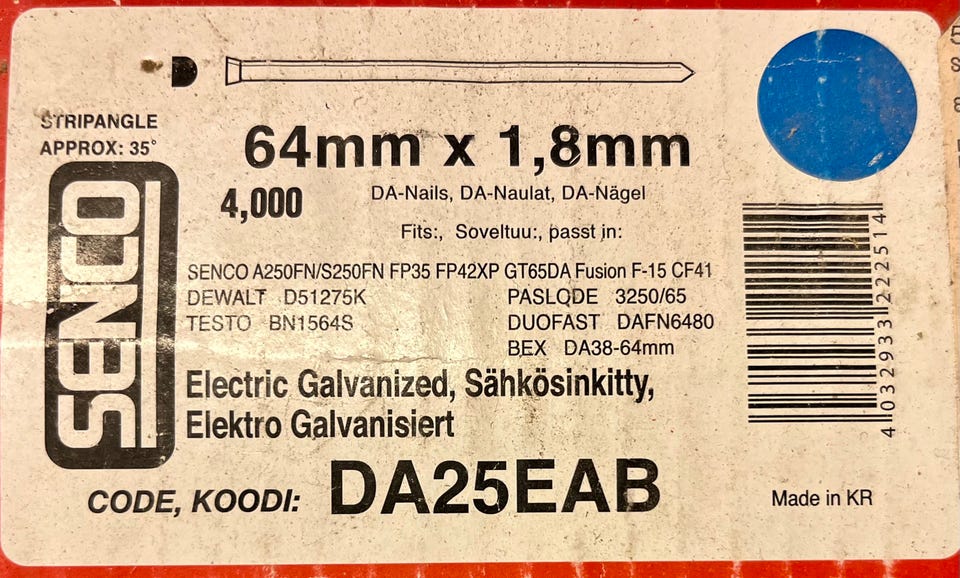 STRIPANGLE
APPROX: 35°
64mm x 1,8mm
4,000
DA-Nails, DA-Naulat, DA-Nägel
Fits:, Soveltuu:, passt in:
SENCO A250FN/S250FN FP35 FP42XP GT65DA Fusion F-15 CF41
DEWALT D51275K PASLODE 3250/65
TESTO BN1564S DUOFAST DAFN6480
BEX DA38-64mm
SENCO
Electric Galvanized, Sähkösinkitty,
Elektro Galvanisiert
CODE, KOODI: DA25EAB
Made in KR
4032933222514